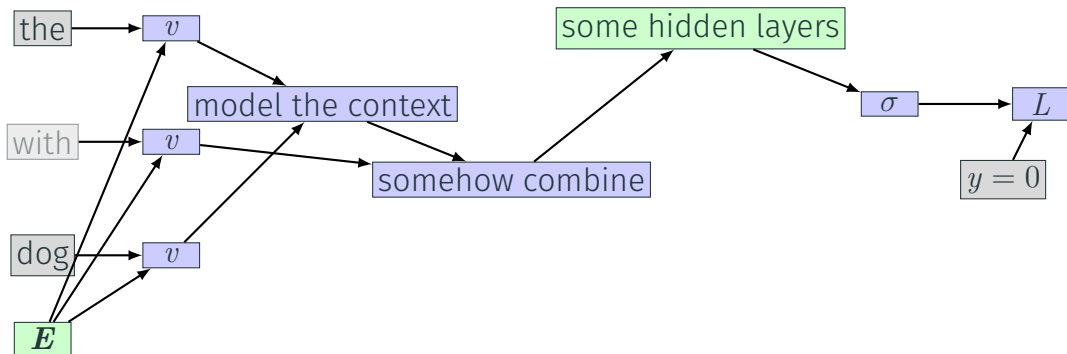 the
v
some hidden layers
model the context
σ
L
with
v
somehow combine
y = 0
dog
v
E